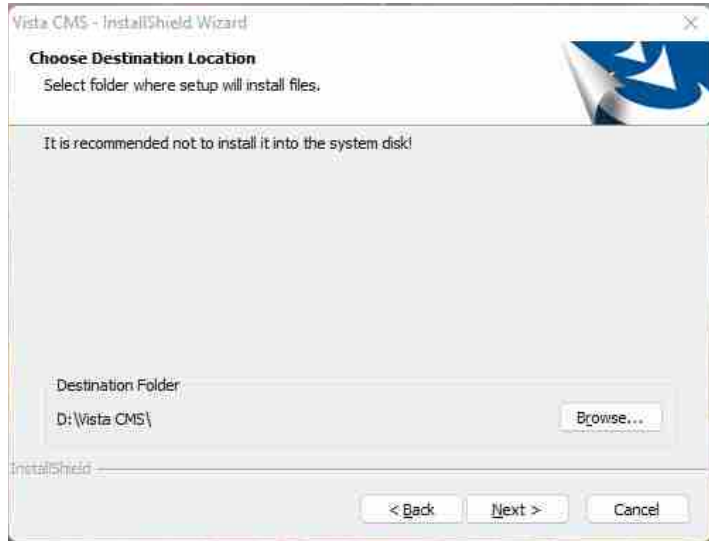 Vista CMS - InstallShield Wizard
Choose Destination Location
Select folder where setup will install files.
It is recommended not to install it into the system disk!
Destination Folder
D:\Vista CMS\
Browse...
InstallShield
< Back
Next >
Cancel